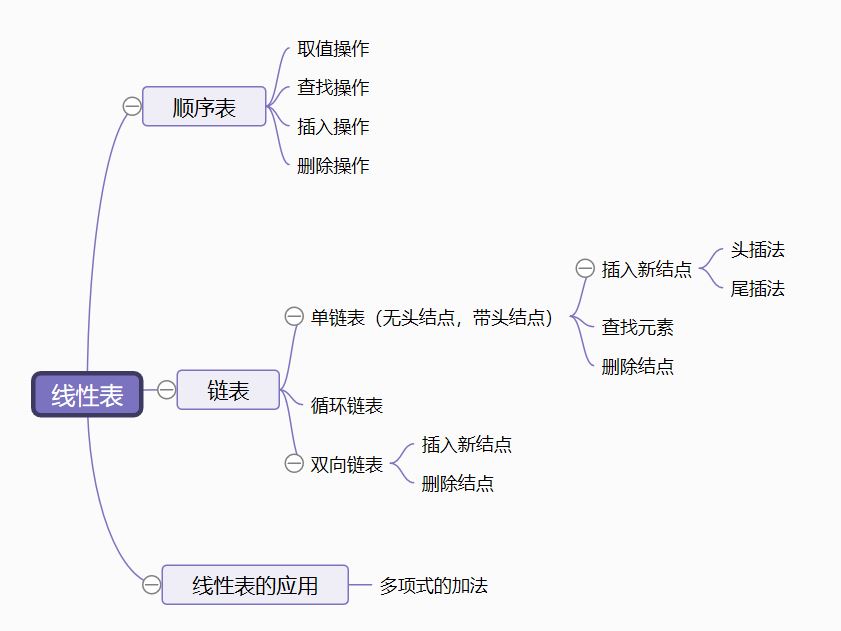 线性表
顺序表
取值操作
查找操作
插入操作
删除操作
链表
单链表（无头结点，带头结点）
插入新结点
头插法
尾插法
查找元素
删除结点
循环链表
双向链表
插入新结点
删除结点
线性表的应用
多项式的加法